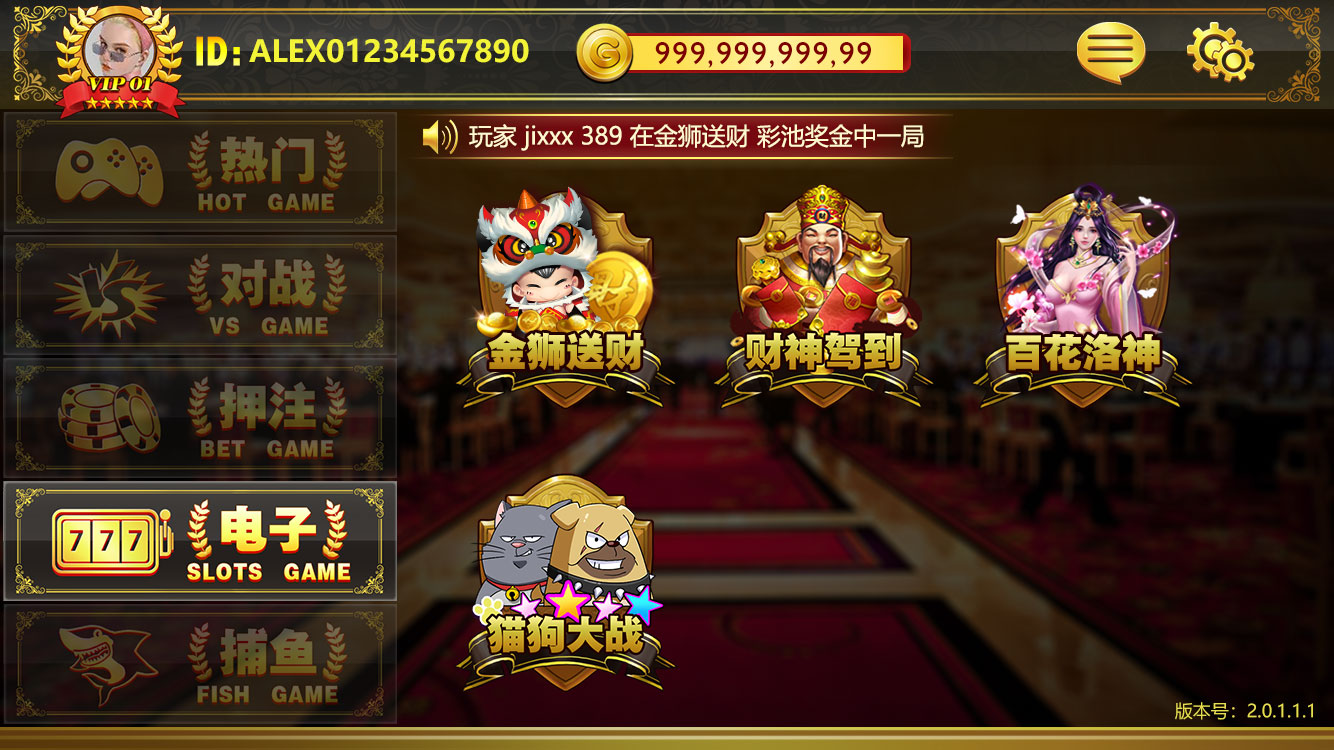 ID: ALEX01234567890
G
999,999,999,99
VIP 01
玩家 jixxx 389 在金狮送财 彩池奖金中一局
热门
HOT GAME
对战
VS
VS GAME
押注
BET GAME
777
电子
SLOTS GAME
捕鱼
FISH GAME
财
金狮送财
财神驾到
百花洛神
猫狗大战
版本号：2.0.1.1.1